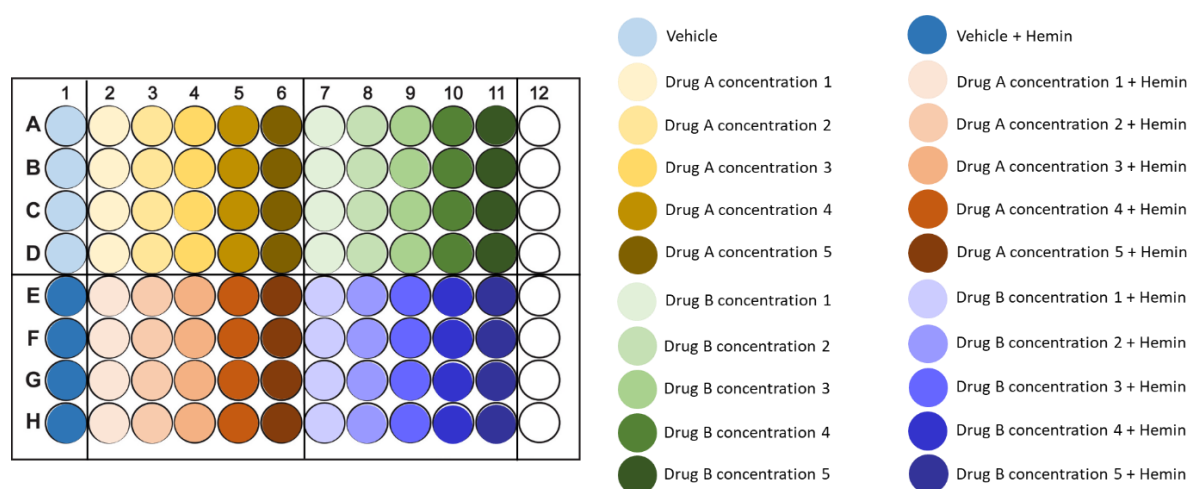 1 2 3 4 5 6 7 8 9 10 11 12
A
B
C
D
E
F
G
H
Vehicle
Drug A concentration 1
Drug A concentration 2
Drug A concentration 3
Drug A concentration 4
Drug A concentration 5
Drug B concentration 1
Drug B concentration 2
Drug B concentration 3
Drug B concentration 4
Drug B concentration 5
Vehicle + Hemin
Drug A concentration 1 + Hemin
Drug A concentration 2 + Hemin
Drug A concentration 3 + Hemin
Drug A concentration 4 + Hemin
Drug A concentration 5 + Hemin
Drug B concentration 1 + Hemin
Drug B concentration 2 + Hemin
Drug B concentration 3 + Hemin
Drug B concentration 4 + Hemin
Drug B concentration 5 + Hemin